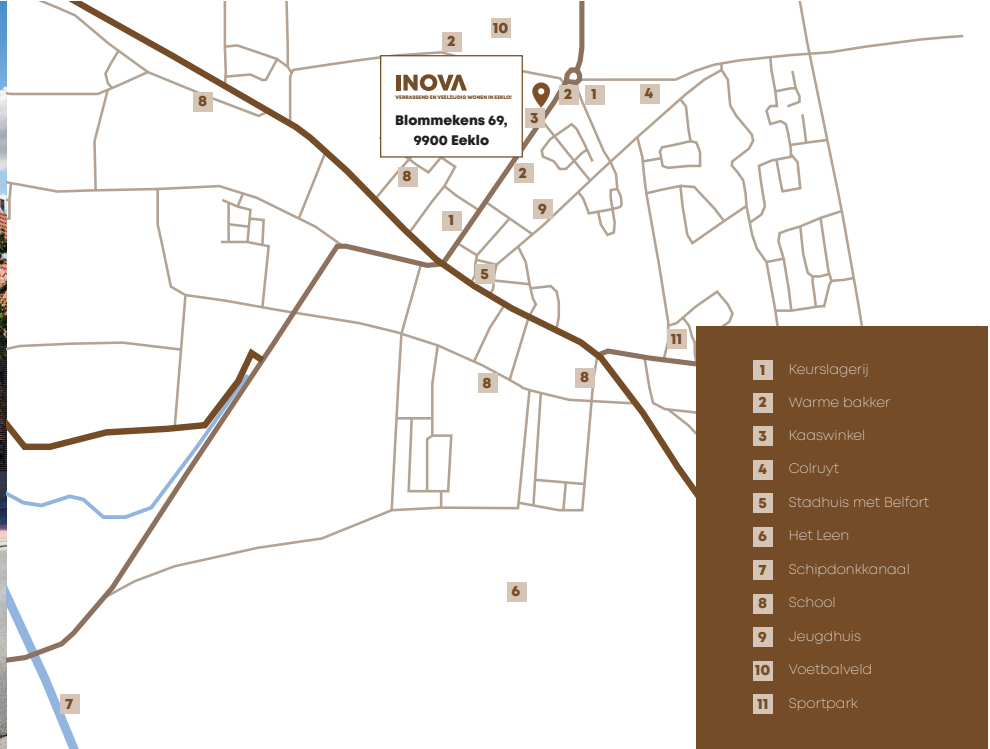 10
2
INOVA
VERRASSEND EN VEELZIJDIG WONEN IN EEKLO!
Blommekens 69,
9900 Eeklo
2
1
4
8
3
8
2
9
1
5
11
8
8
6
7
1 Keurslagerij
2 Warme bakker
3 Kaaswinkel
4 Colruyt
5 Stadhuis met Belfort
6 Het Leen
7 Schipdonkkanaal
8 School
9 Jeugdhuis
10 Voetbalveld
11 Sportpark